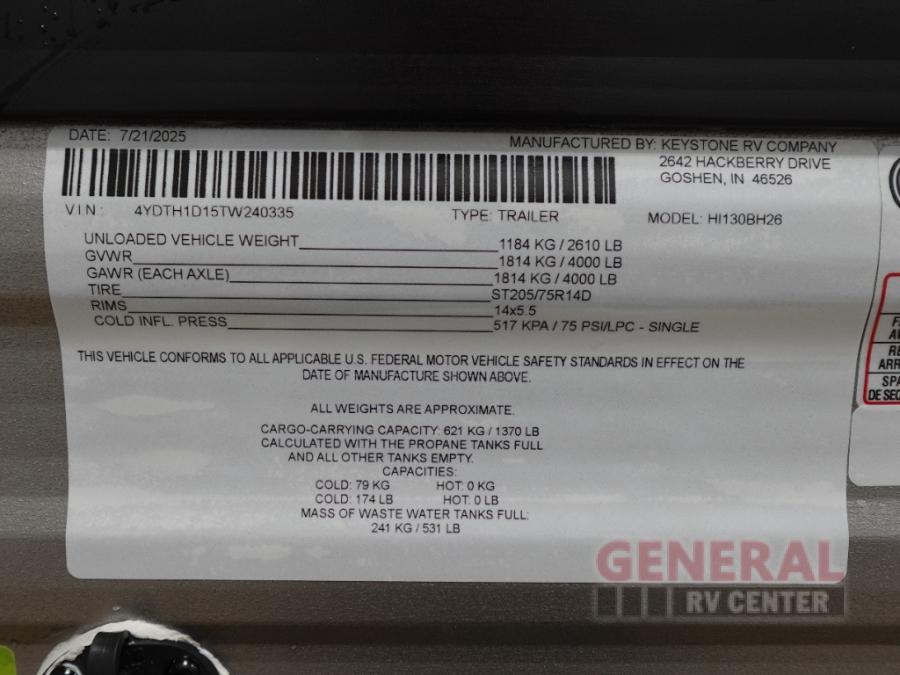 DATE: 7/21/2025
MANUFACTURED BY: KEYSTONE RV COMPANY
2642 HACKBERRY DRIVE
GOSHEN, IN 46526
VIN: 4YDTH1D15TW240335 TYPE: TRAILER MODEL: HI130BH26
UNLOADED VEHICLE WEIGHT 1184 KG / 2610 LB
GVWR 1814 KG / 4000 LB
GAWR (EACH AXLE) 1814 KG / 4000 LB
TIRE ST205/75R14D
RIMS 14x5.5
COLD INFL. PRESS 517 KPA / 75 PSI/LPC - SINGLE
THIS VEHICLE CONFORMS TO ALL APPLICABLE U.S. FEDERAL MOTOR VEHICLE SAFETY STANDARDS IN EFFECT ON THE
DATE OF MANUFACTURE SHOWN ABOVE.
ALL WEIGHTS ARE APPROXIMATE.
CARGO-CARRYING CAPACITY: 621 KG / 1370 LB
CALCULATED WITH THE PROPANE TANKS FULL
AND ALL OTHER TANKS EMPTY.
CAPACITIES:
COLD: 79 KG HOT: 0 KG
COLD: 174 LB HOT: 0 LB
MASS OF WASTE WATER TANKS FULL:
241 KG / 531 LB
GENERAL
RV CENTER
RE
ARR
SPA
DE SEC